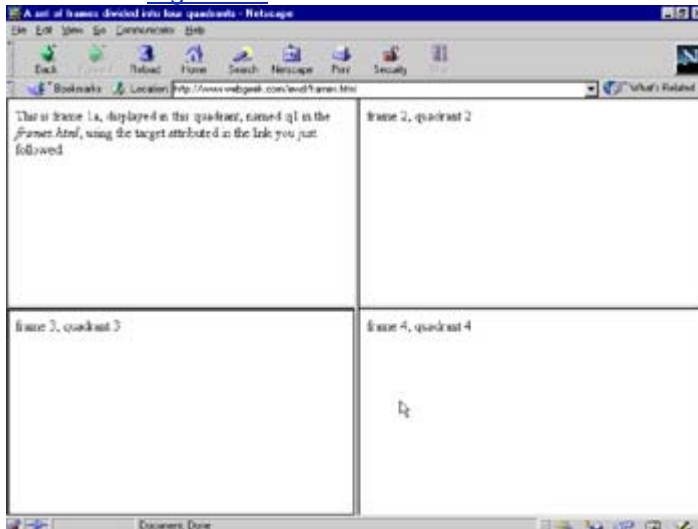 A set of frames divided into four quadrants - Netscape
File Edit View Go Communicator Help
Back Reload Home Search Netscape Print Security
Bookmarks Location: http://www.webgeek.com/ewd/frames.html What's Related
This is frame 1a, displayed in this quadrant, named q1 in the
frames.html, using the target attributed in the link you just
followed.
frame 2, quadrant 2
frame 3, quadrant 3
frame 4, quadrant 4
Document: Done